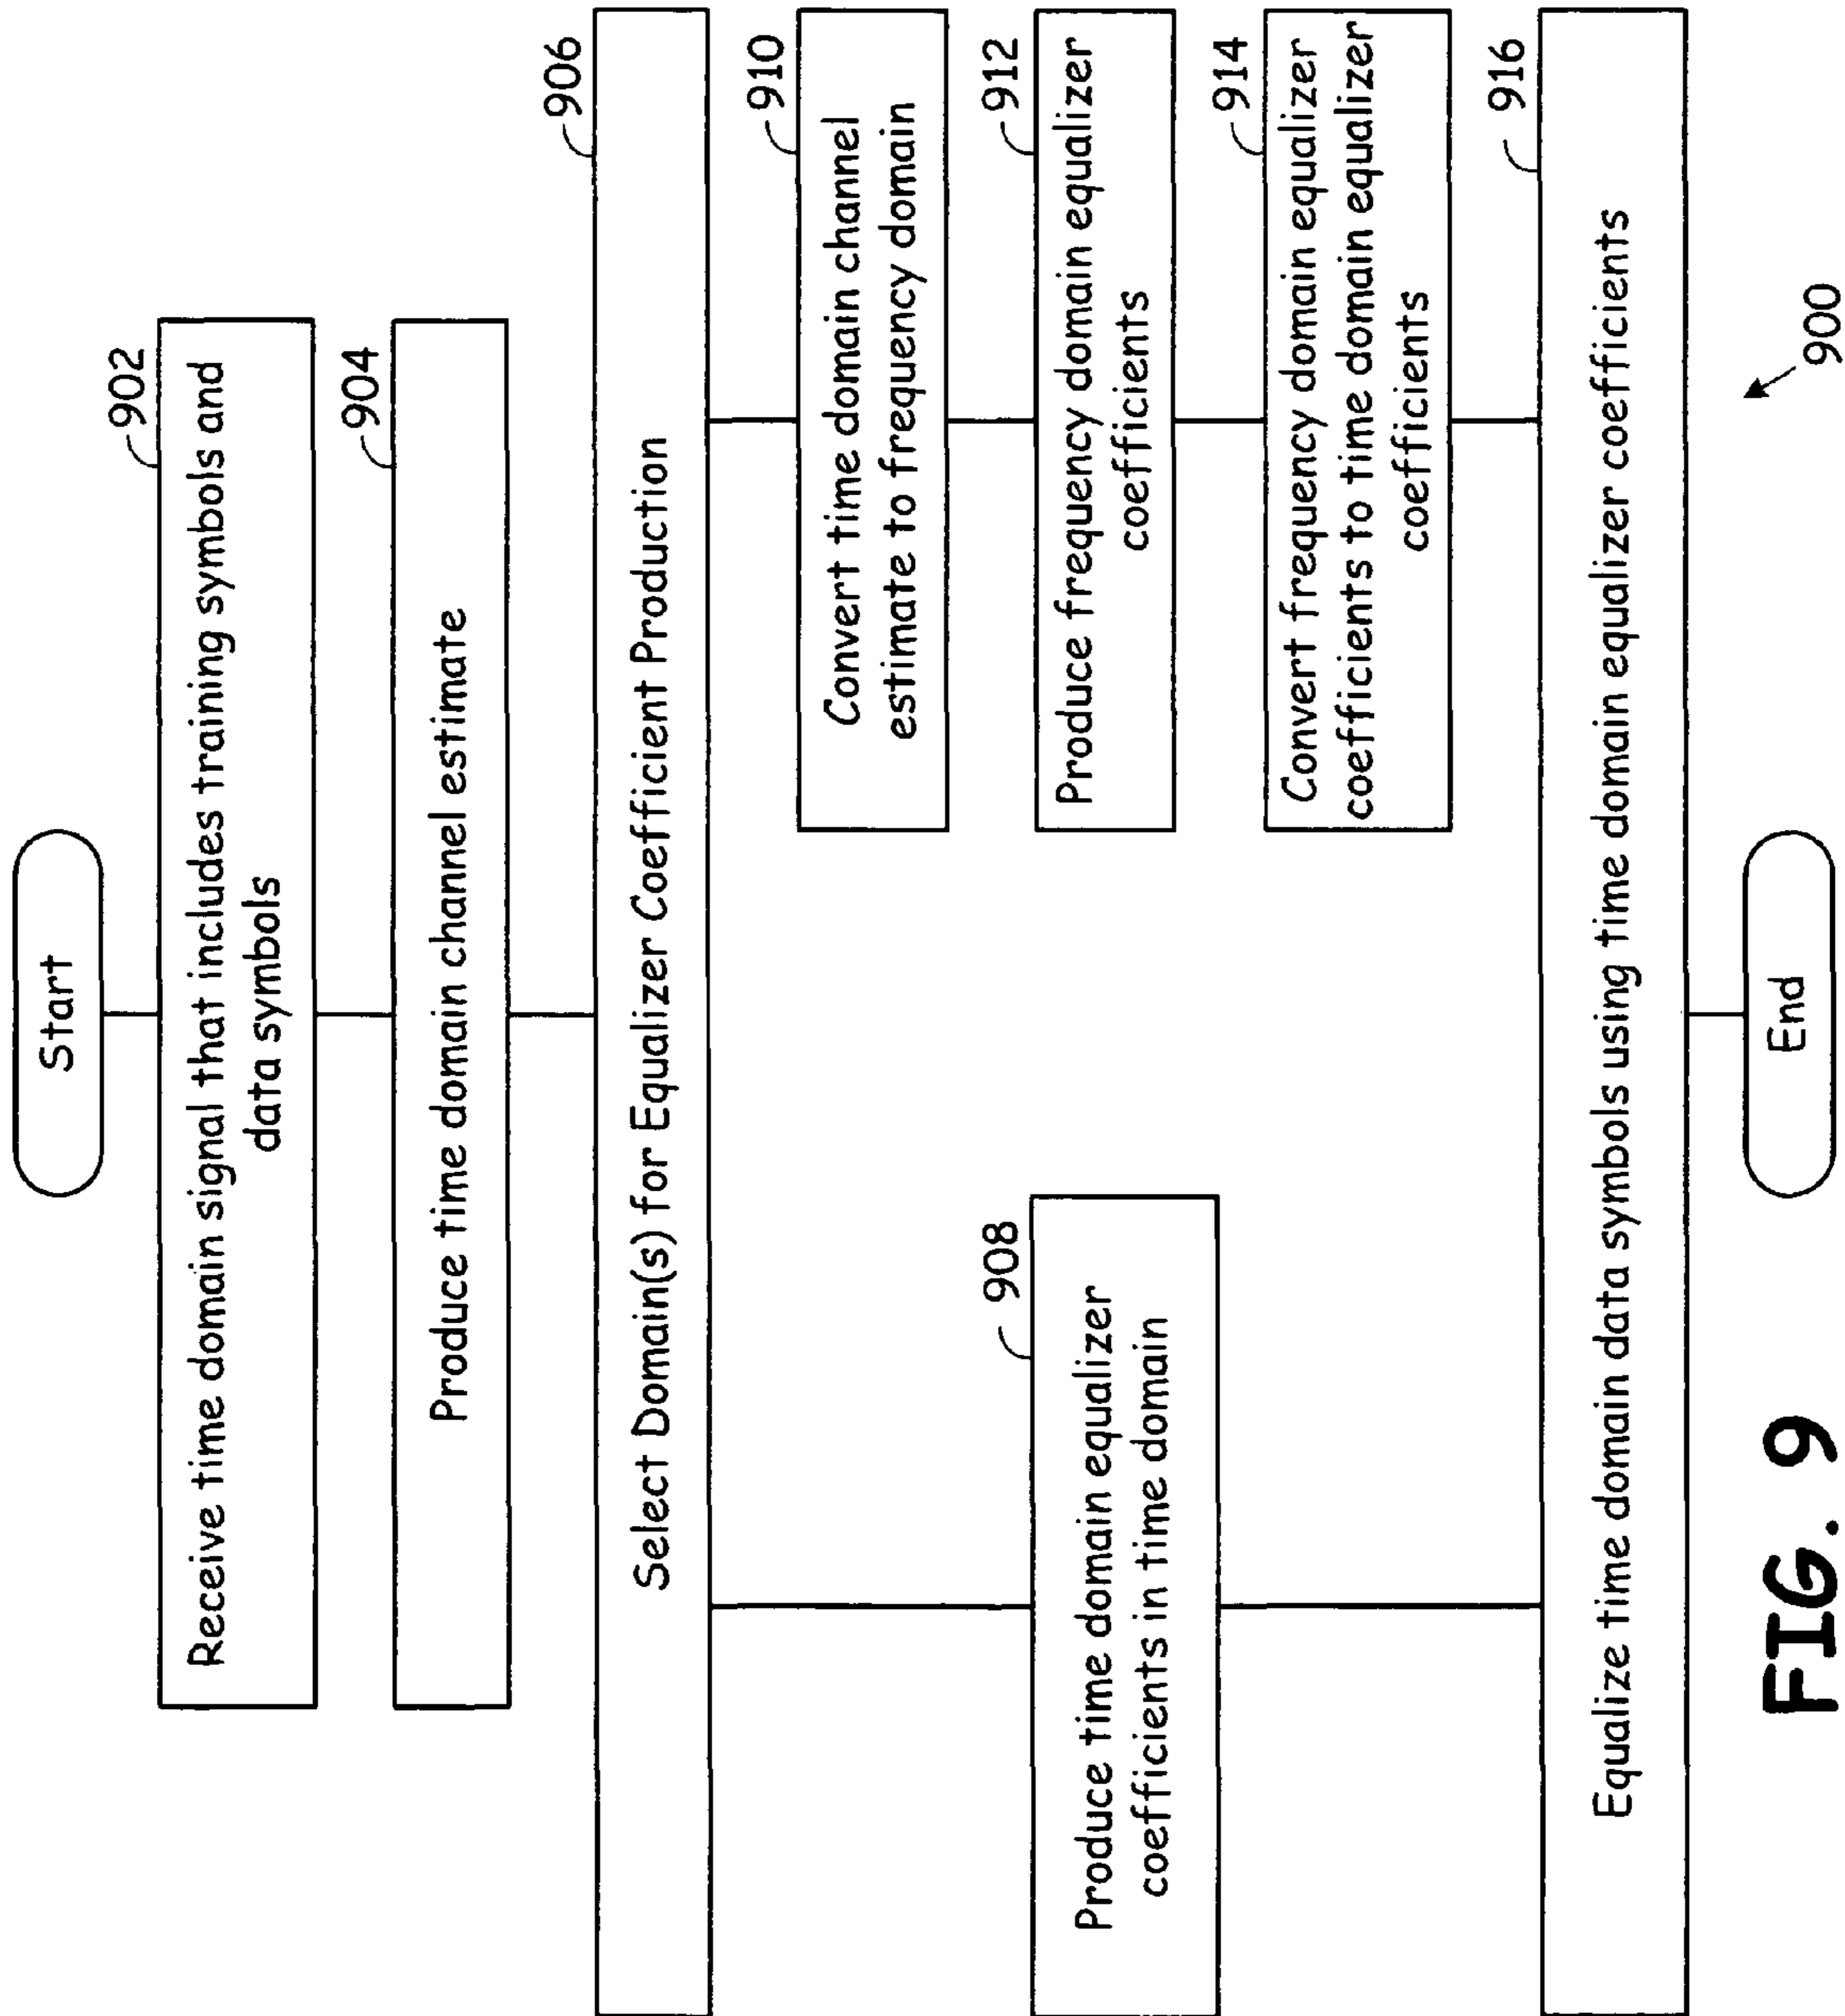 Start
902
Receive time domain signal that includes training symbols and
data symbols
904
Produce time domain channel estimate
906
Select Domain(s) for Equalizer Coefficient Production
908
Produce time domain equalizer
coefficients in time domain
910
Convert time domain channel
estimate to frequency domain
912
Produce frequency domain equalizer
coefficients
914
Convert frequency domain equalizer
coefficients to time domain equalizer
coefficients
916
Equalize time domain data symbols using time domain equalizer coefficients
End
900
FIG. 9